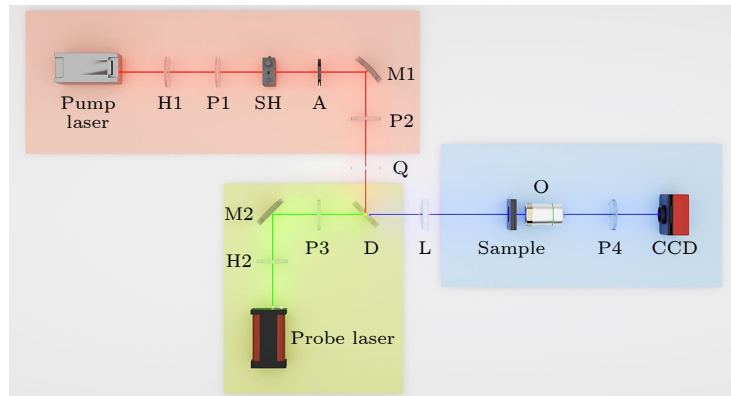 Pump
laser
H1
P1
SH
A
M1
P2
Q
M2
H2
P3
D
L
Sample
O
P4
CCD
Probe laser